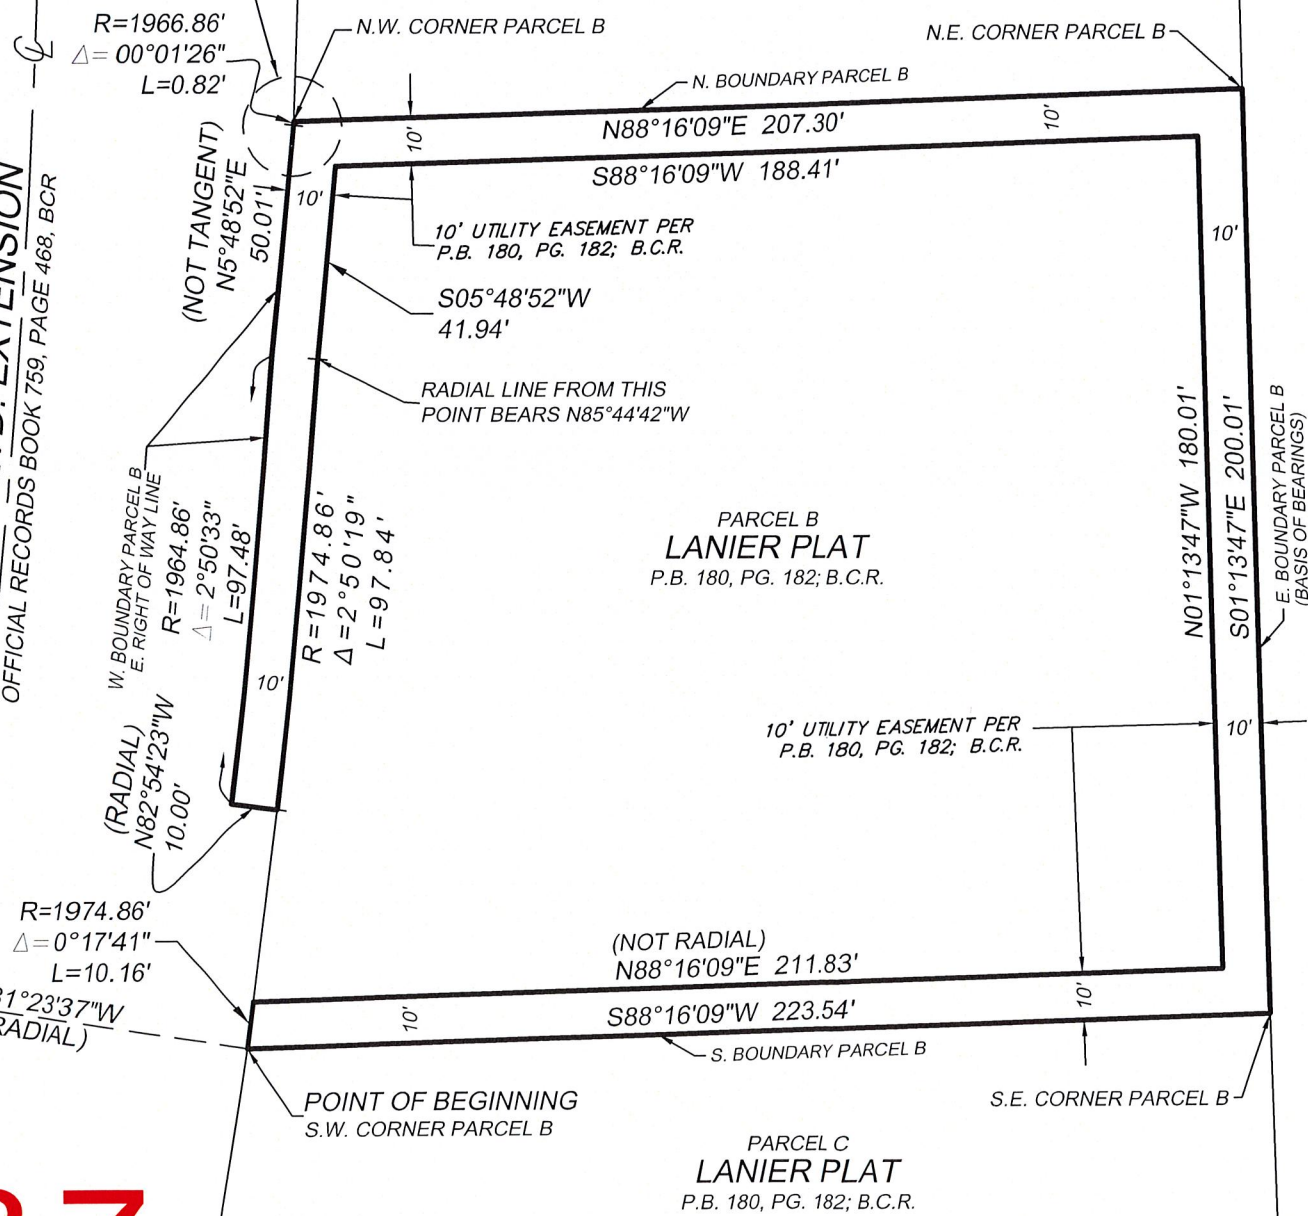 R=1966.86'
△= 00°01'26"
L=0.82'
℄
N.W. CORNER PARCEL B
N.E. CORNER PARCEL B
N. BOUNDARY PARCEL B
N88°16'09"E 207.30'
S88°16'09"W 188.41'
10'
10'
10'
10'
(NOT TANGENT)
N5°48'52"E
50.01'
EXTENSION
OFFICIAL RECORDS BOOK 759, PAGE 468, BCR
10' UTILITY EASEMENT PER
P.B. 180, PG. 182; B.C.R.
S05°48'52"W
41.94'
RADIAL LINE FROM THIS
POINT BEARS N85°44'42"W
W. BOUNDARY PARCEL B
E. RIGHT OF WAY LINE
R=1964.86'
△= 2°50'33"
L=97.48'
R=1974.86'
Δ=2°50'19"
L=97.84'
PARCEL B
LANIER PLAT
P.B. 180, PG. 182; B.C.R.
N01°13'47"W 180.01'
S01°13'47"E 200.01'
E. BOUNDARY PARCEL B
(BASIS OF BEARINGS)
10'
10' UTILITY EASEMENT PER
P.B. 180, PG. 182; B.C.R.
10'
(RADIAL)
N82°54'23"W
10.00'
R=1974.86'
△=0°17'41"
L=10.16'
1°23'37"W
RADIAL)
(NOT RADIAL)
N88°16'09"E 211.83'
S88°16'09"W 223.54'
10'
10'
S. BOUNDARY PARCEL B
POINT OF BEGINNING
S.W. CORNER PARCEL B
S.E. CORNER PARCEL B
PARCEL C
LANIER PLAT
P.B. 180, PG. 182; B.C.R.